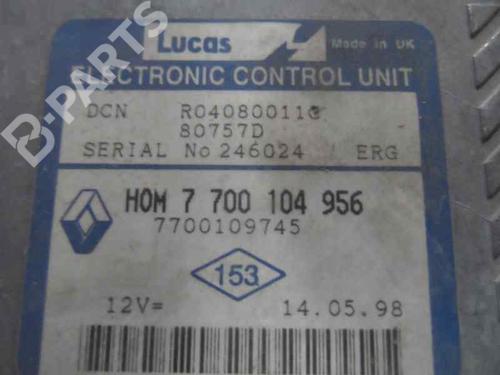 B-PARTS
Lucas
Made in UK
ELECTRONIC CONTROL UNIT
DCN R04080011G
80757D
SERIAL No 246024 ERG
HOM 7 700 104 956
7700109745
153
12V= 14.05.98